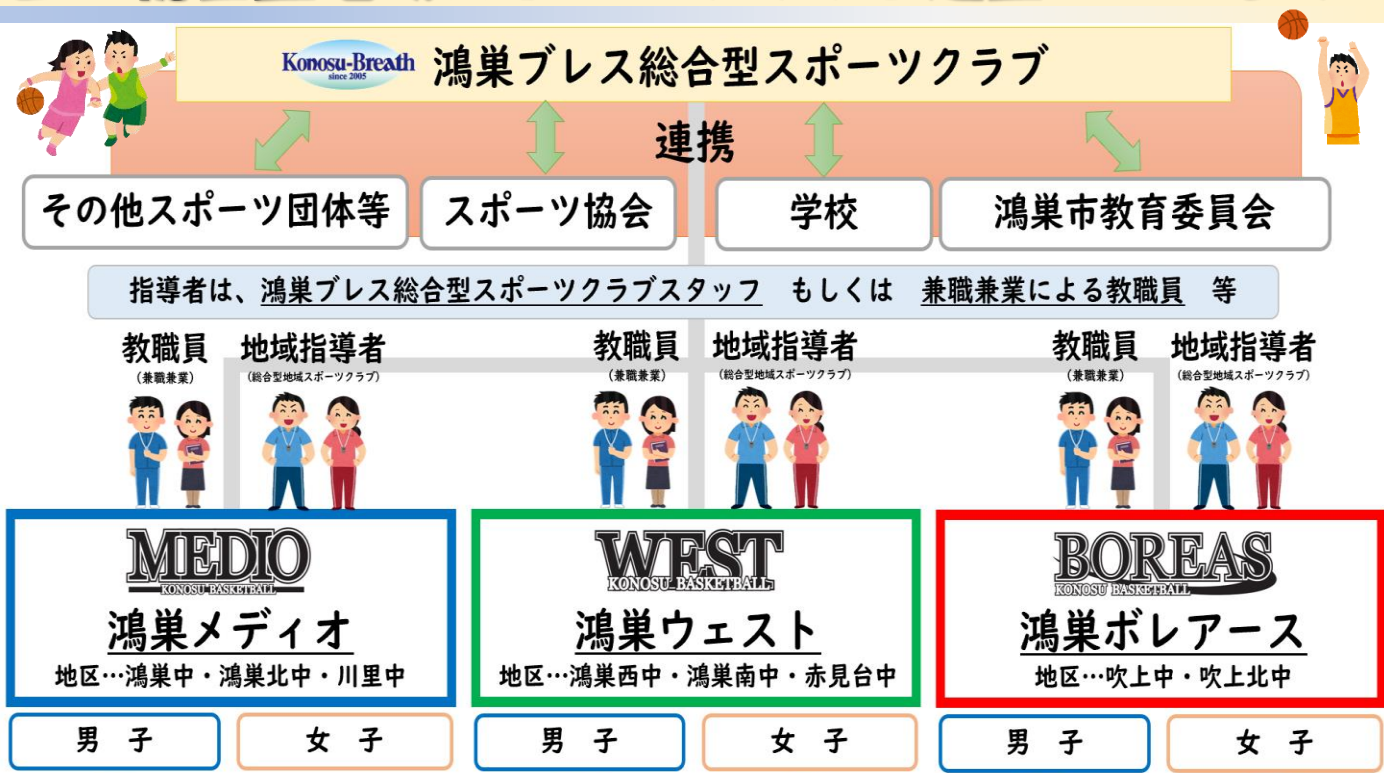 Konosu-Breath
since 2005
鴻巣ブレス総合型スポーツクラブ
連携
その他スポーツ団体等
スポーツ協会
学校
鴻巣市教育委員会
指導者は、鴻巣ブレス総合型スポーツクラブスタッフ もしくは 兼職兼業による教職員 等
教職員
(兼職兼業)
地域指導者
(総合型地域スポーツクラブ)
教職員
(兼職兼業)
地域指導者
(総合型地域スポーツクラブ)
教職員
(兼職兼業)
地域指導者
(総合型地域スポーツクラブ)
MEDIO
KONOSU BASKETBALL
鴻巣メディオ
地区…鴻巣中・鴻巣北中・川里中
男 子
女 子
WEST
KONOSU BASKETBALL
鴻巣ウェスト
地区…鴻巣西中・鴻巣南中・赤見台中
男 子
女 子
BOREAS
KONOSU BASKETBALL
鴻巣ボレアース
地区…吹上中・吹上北中
男 子
女 子